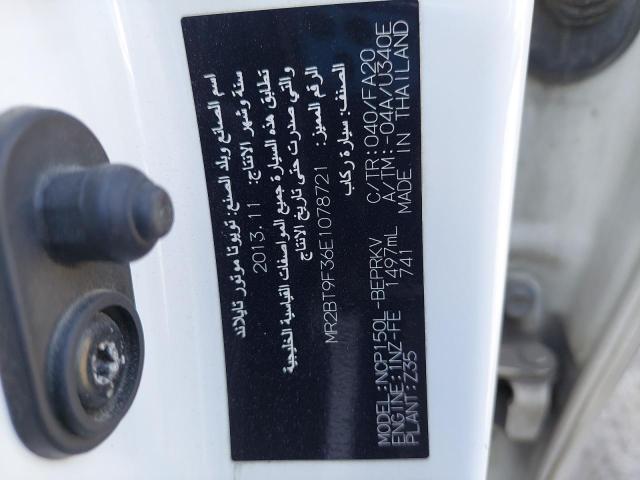 اسم الصانع وبلد الصنع: تويوتا موتور تايلاند
سنة وشهر الانتاج: 2013.11
تطابق هذه السيارة جميع المواصفات القياسية الخليجية
والتي صدرت حتى تاريخ الانتاج
الرقم المميز: MR2BT9F36E1078721
الصنف: سيارة ركاب
MODEL:NCP150L-BEPRKV C/TR:040/FA20
ENGINE:1NZ-FE 1497mL A/TM:-04A/U340E
PLANT:Z35 741 MADE IN THAILAND